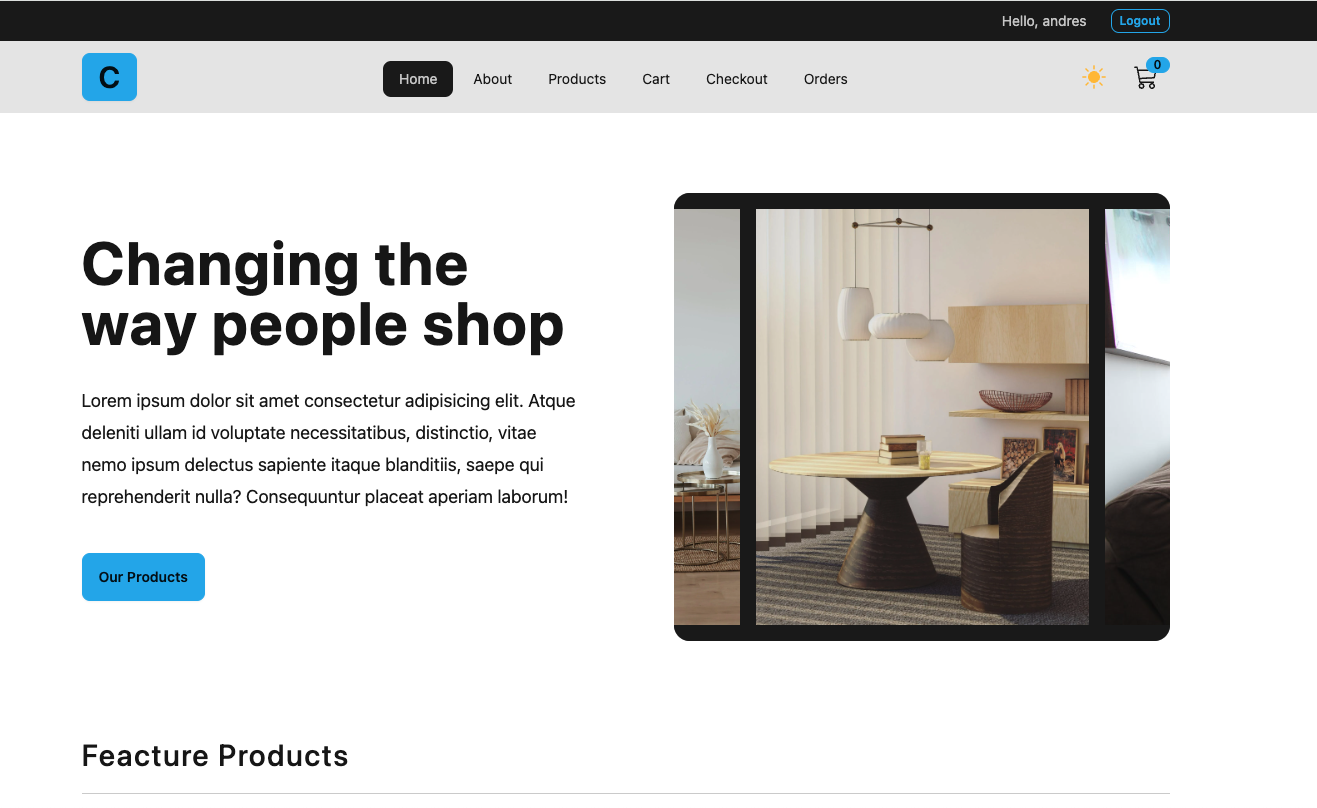 Hello, andres
Logout
C
Home
About
Products
Cart
Checkout
Orders
0
Changing the
way people shop
Lorem ipsum dolor sit amet consectetur adipisicing elit. Atque
deleniti ullam id voluptate necessitatibus, distinctio, vitae
nemo ipsum delectus sapiente itaque blanditiis, saepe qui
reprehenderit nulla? Consequuntur placeat aperiam laborum!
Our Products
Feacture Products